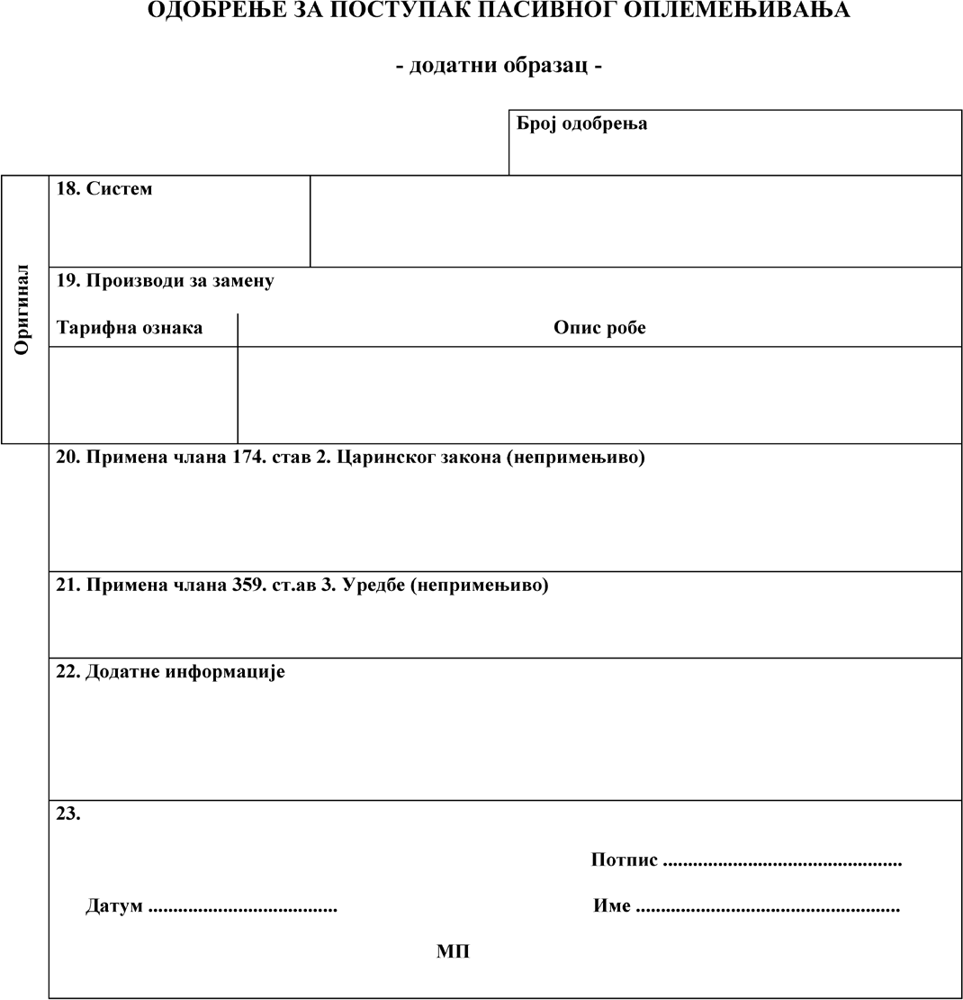 ОДОБРЕЊЕ ЗА ПОСТУПАК ПАСИВНОГ ОПЛЕМЕЊИВАЊА
- додатни образац -
Број одобрења
Оригинал
18. Систем
19. Производи за замену
Тарифна ознака Опис робе
20. Примена члана 174. став 2. Царинског закона (непримењиво)
21. Примена члана 359. ст.ав 3. Уредбе (непримењиво)
22. Додатне информације
23.
Потпис ................................................
Датум ...................................... Име .....................................................
МП